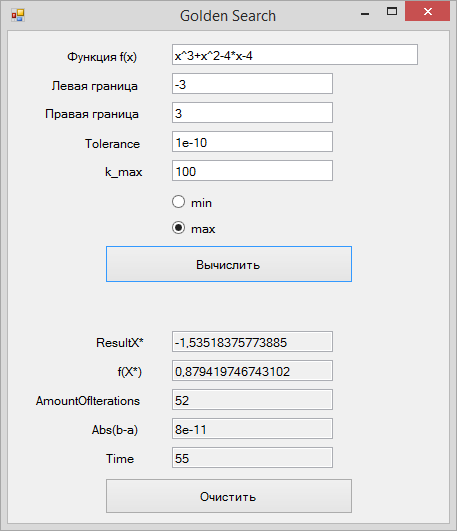 Golden Search
Функция f(x) x^3+x^2-4*x-4
Левая граница -3
Правая граница 3
Tolerance 1e-10
k_max 100
min
max
Вычислить
ResultX* -1,53518375773885
f(X*) 0,879419746743102
AmountOfIterations 52
Abs(b-a) 8e-11
Time 55
Очистить